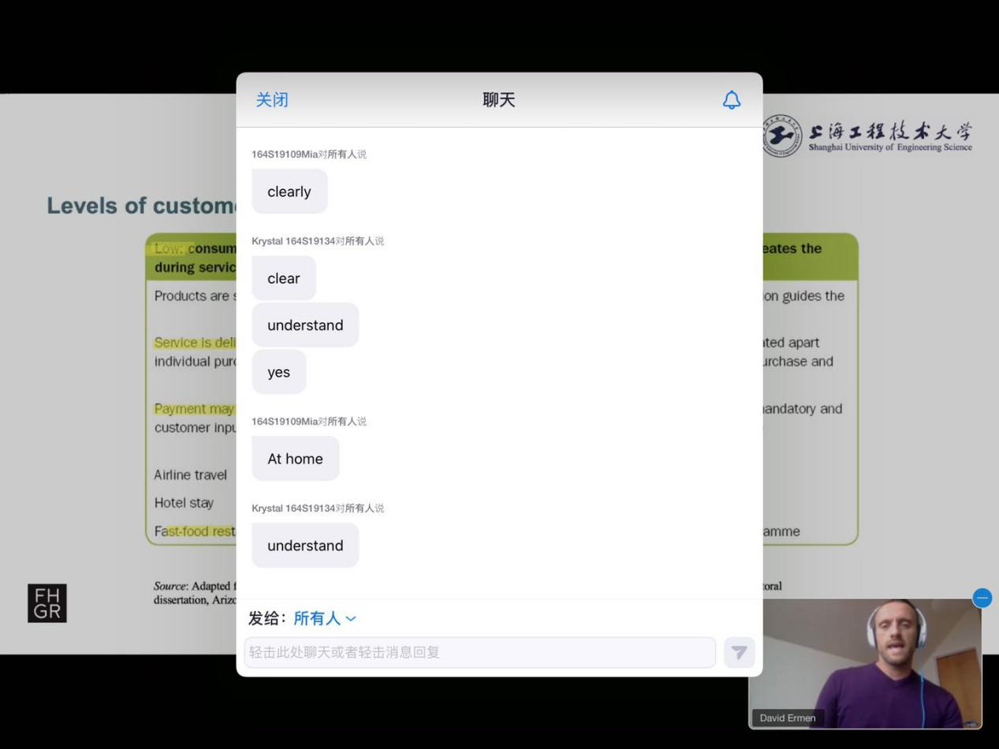 关闭
聊天
164S19109Mia对所有人说
clearly
Krystal 164S19134对所有人说
clear
understand
yes
164S19109Mia对所有人说
At home
Krystal 164S19134对所有人说
understand
发给：所有人
轻击此处聊天或者轻击消息回复
上海工程技术大学
Shanghai University of Engineering Science
Levels of custome
Low: consum
during servic
Products are s
Service is deli
individual purc
Payment may
customer inpu
Airline travel
Hotel stay
Fast-food rest
eates the
on guides the
ated apart
urchase and
nandatory and
amme
Source: Adapted f
dissertation, Arizo
toral
FH
GR
David Ermen